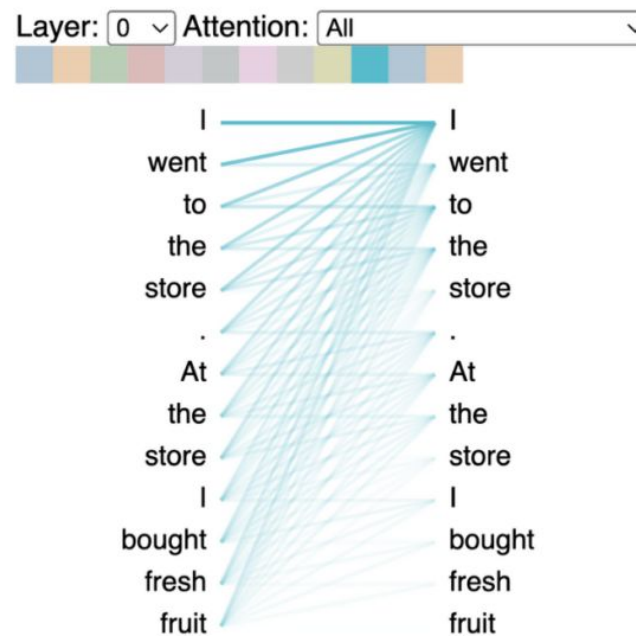 Layer: 0 Attention: All
I I
went went
to to
the the
store store
. .
At At
the the
store store
I I
bought bought
fresh fresh
fruit fruit